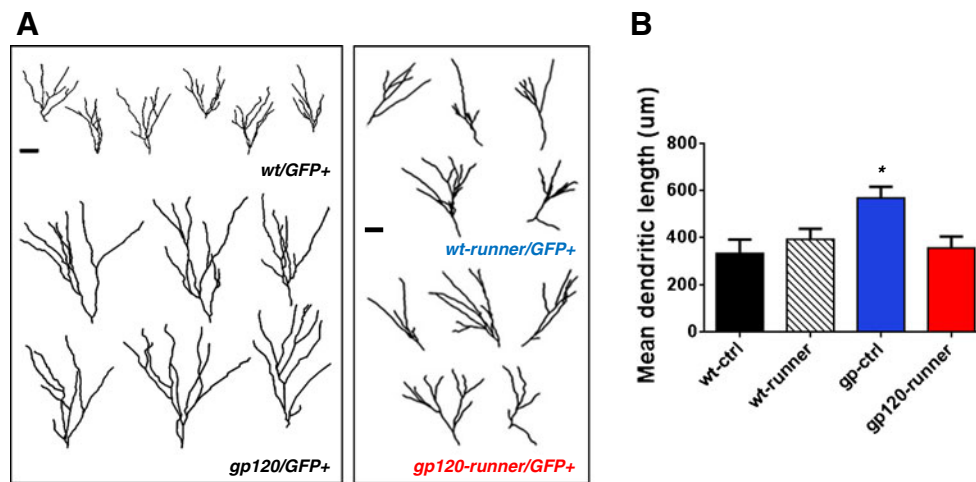 A
wt/GFP+
gp120/GFP+
wt-runner/GFP+
gp120-runner/GFP+
B
Mean dendritic length (um)
800
600
400
200
0
*
wt-ctrl
wt-runner
gp-ctrl
gp120-runner